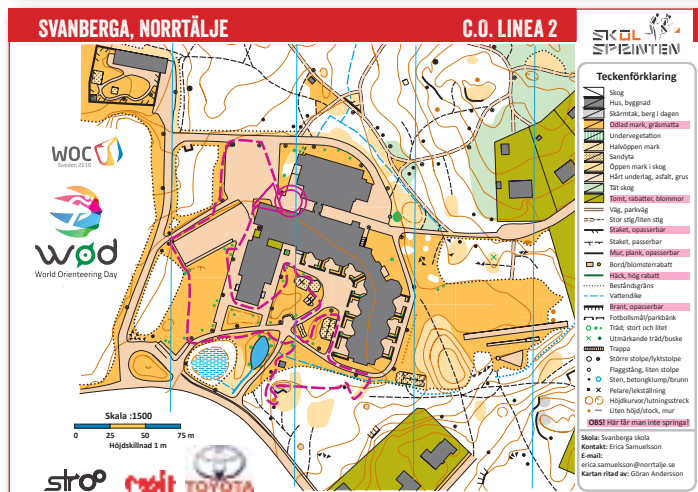 SVANBERGA, NORRTÄLJE
C.O. LINEA 2
SKOL
SPRINTEN
WOC
Sweden 2016
wod
World Orienteering Day
Teckenförklaring
Skog
Hus, byggnad
Skärmtak, berg i dagen
Odlad mark, gräsmatta
Undervegetation
Halvöppen mark
Sandyta
Öppen mark i skog
Hårt underlag, asfalt, grus
Tät skog
Tomt, rabatter, blommor
Väg, parkväg
Stor stig/liten stig
Staket, opasserbar
Staket, passerbar
Mur, plank, opasserbar
Bord/blomsterrabatt
Häck, hög rabatt
Beståndsgräns
Vattendike
Brant, opasserbar
Fotbollsmål/parkbänk
Träd; stort och litet
Utmärkande träd/buske
Trappa
Större stolpe/lyktstolpe
Flaggstång, liten stolpe
Sten, betongklump/brunn
Pelare/lekställning
Höjdkurvor/lutningsstreck
Liten höjd/stock, mur
OBS! Här får man inte springa!
Skola: Svanberga skola
Kontakt: Erica Samuelsson
E-mail:
erica.samuelsson@norrtalje.se
Kartan ritad av: Göran Andersson
Skala :1500
0 25 50 75 m
Höjdskillnad 1 m
TOYOTA